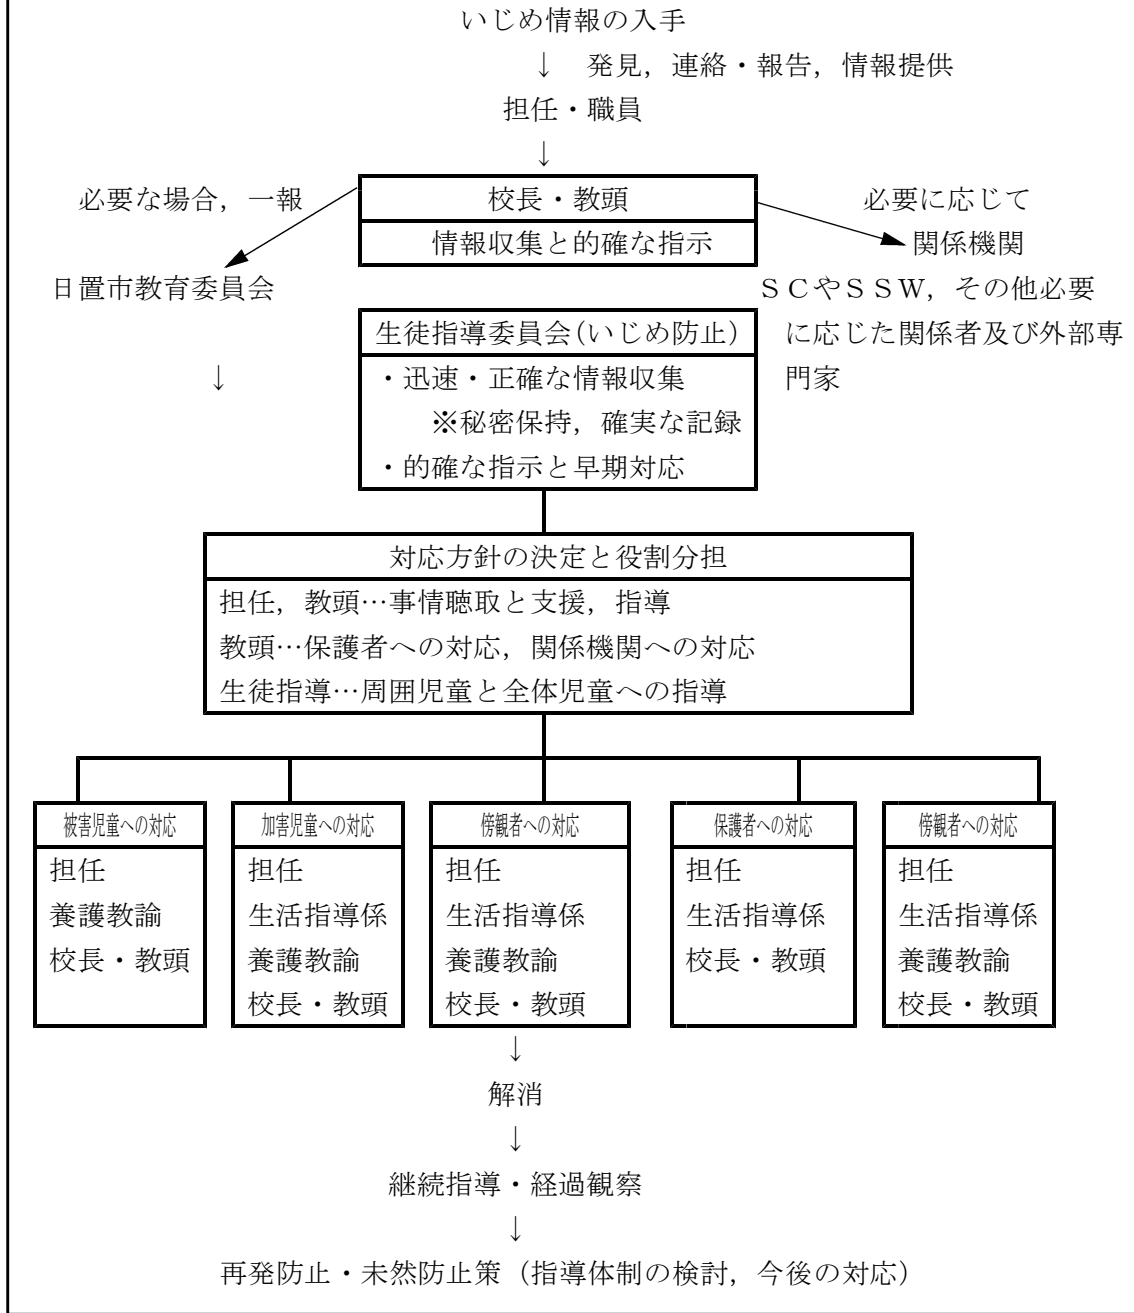 いじめ情報の入手
↓　発見，連絡・報告，情報提供
担任・職員
↓
必要な場合，一報
校長・教頭
情報収集と的確な指示
必要に応じて
関係機関
日置市教育委員会
ＳＣやＳＳＷ，その他必要
に応じた関係者及び外部専
門家
↓
生徒指導委員会(いじめ防止)
・迅速・正確な情報収集
※秘密保持，確実な記録
・的確な指示と早期対応
対応方針の決定と役割分担
担任，教頭…事情聴取と支援，指導
教頭…保護者への対応，関係機関への対応
生徒指導…周囲児童と全体児童への指導
被害児童への対応
担任
養護教諭
校長・教頭
加害児童への対応
担任
生活指導係
養護教諭
校長・教頭
傍観者への対応
担任
生活指導係
養護教諭
校長・教頭
保護者への対応
担任
生活指導係
校長・教頭
傍観者への対応
担任
生活指導係
養護教諭
校長・教頭
↓
解消
↓
継続指導・経過観察
↓
再発防止・未然防止策（指導体制の検討，今後の対応）